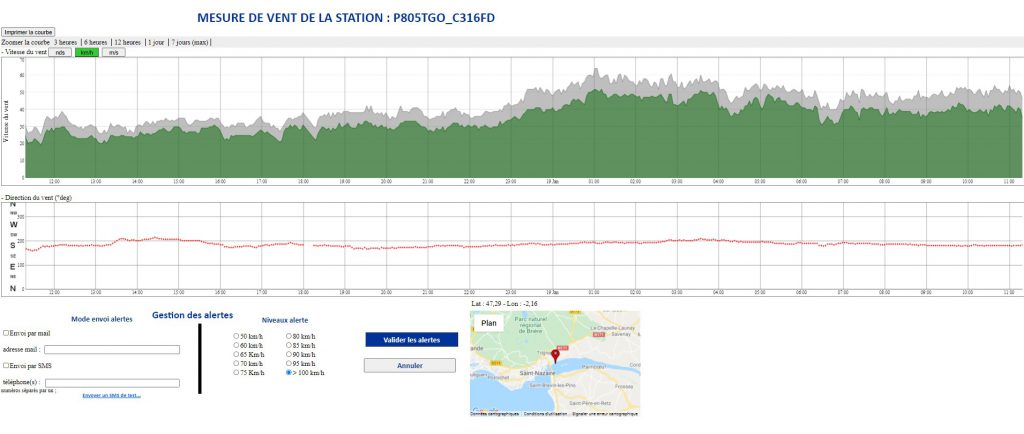 MESURE DE VENT DE LA STATION : P805TGO_C316FD
Imprimer la courbe
Zoomer la courbe 3 heures | 6 heures | 12 heures | 1 jour | 7 jours (max) |
- Vitesse du vent nds km/h m/s
Vitesse du vent
70
60
50
40
30
20
10
0
12:00 13:00 14:00 15:00 16:00 17:00 18:00 19:00 20:00 21:00 22:00 23:00 19 Jan 01:00 02:00 03:00 04:00 05:00 06:00 07:00 08:00 09:00 10:00 11:00
- Direction du vent (°deg)
N
NW
W
SW
S
SE
E
NE
N
300
200
100
0
12:00 13:00 14:00 15:00 16:00 17:00 18:00 19:00 20:00 21:00 22:00 23:00 19 Jan 01:00 02:00 03:00 04:00 05:00 06:00 07:00 08:00 09:00 10:00 11:00
Gestion des alertes
Mode envoi alertes
Envoi par mail
adresse mail :
Envoi par SMS
téléphone(s) :
numéros séparés par un ;
Envoyer un SMS de test...
Niveaux alerte
50 km/h 80 km/h
60 km/h 85 km/h
65 Km/h 90 km/h
70 km/h 95 km/h
75 Km/h > 100 km/h
Valider les alertes
Annuler
Lat : 47,29 - Lon : -2,16
Plan
Parc naturel
régional
de Brière
La Chapelle-Launay
Savenay
N171
Trignac
N171
Saint-Nazaire
Paimboeuf
Pornichet
Saint-Brevin-les-Pins
Frossay
Saint-Père-en-Retz
Google
Données cartographiques Conditions d'utilisation Signaler une erreur cartographique